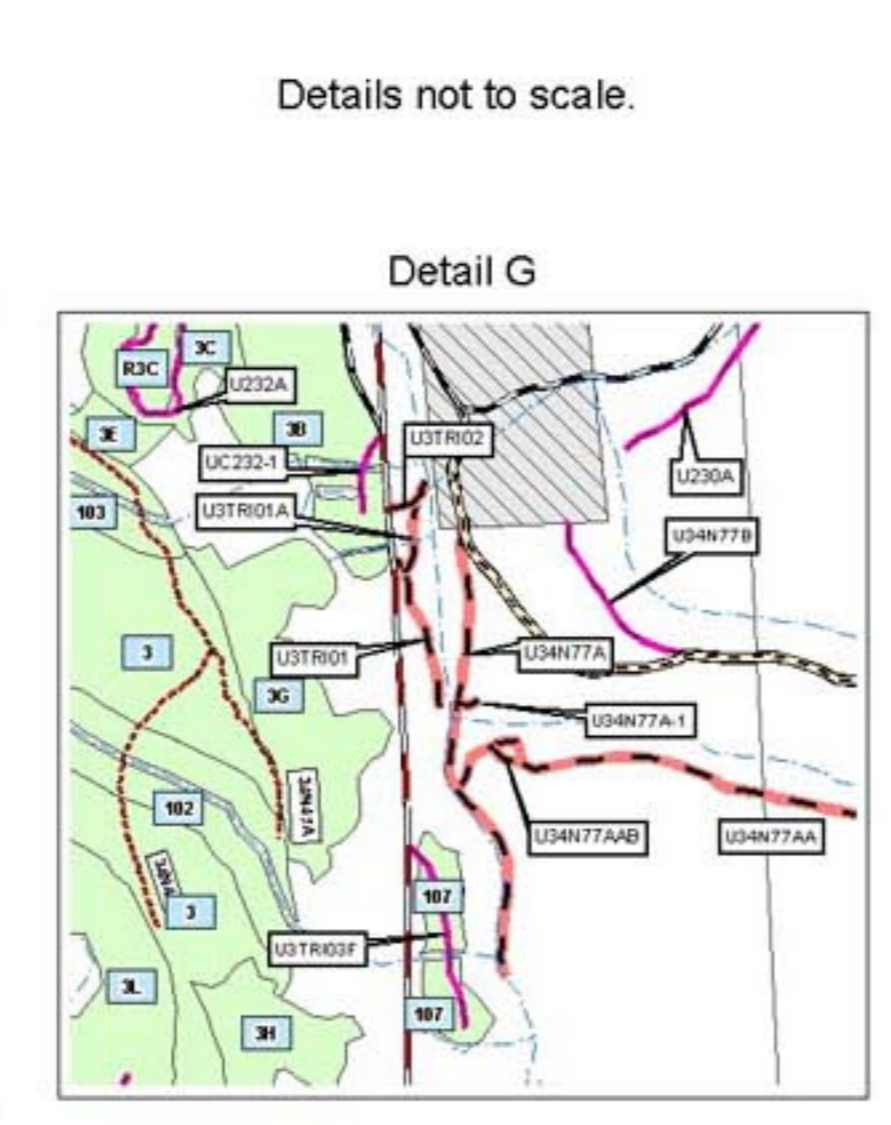 Details not to scale.
Detail G
3C
R3C
U232A
3E
3B
U3TRI02
UC232-1
U230A
103
U3TRI01A
U34N77B
3
U3TRI01
U34N77A
3G
U34N77A-1
102
U34N77AAB
U34N77AA
107
3
U3TRI03F
3L
107
3H